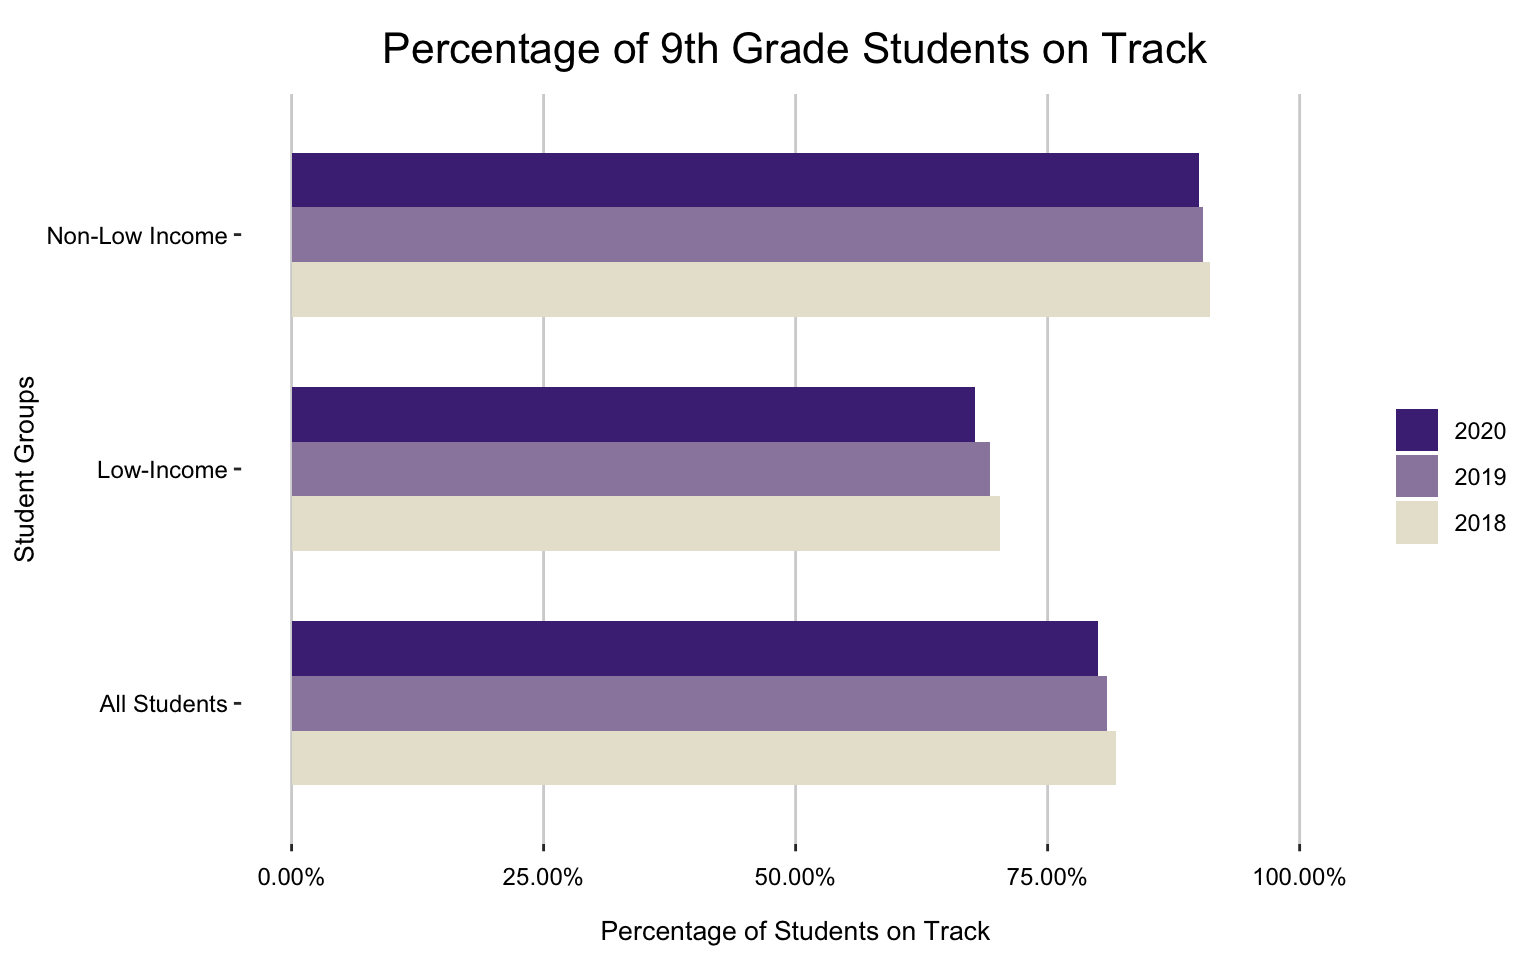 Percentage of 9th Grade Students on Track
Non-Low Income
Low-Income
All Students
Student Groups
2020
2019
2018
0.00%
25.00%
50.00%
75.00%
100.00%
Percentage of Students on Track